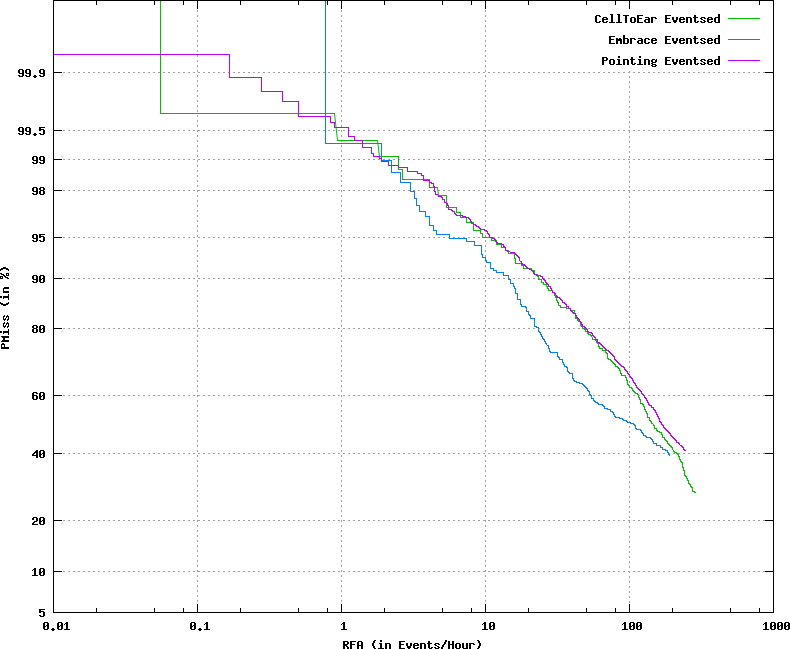 CellToEar Eventsed
Embrace Eventsed
Pointing Eventsed
99.9
99.5
99
98
95
90
80
60
40
20
10
5
PMiss (in %)
0.01 0.1 1 10 100 1000
RFA (in Events/Hour)